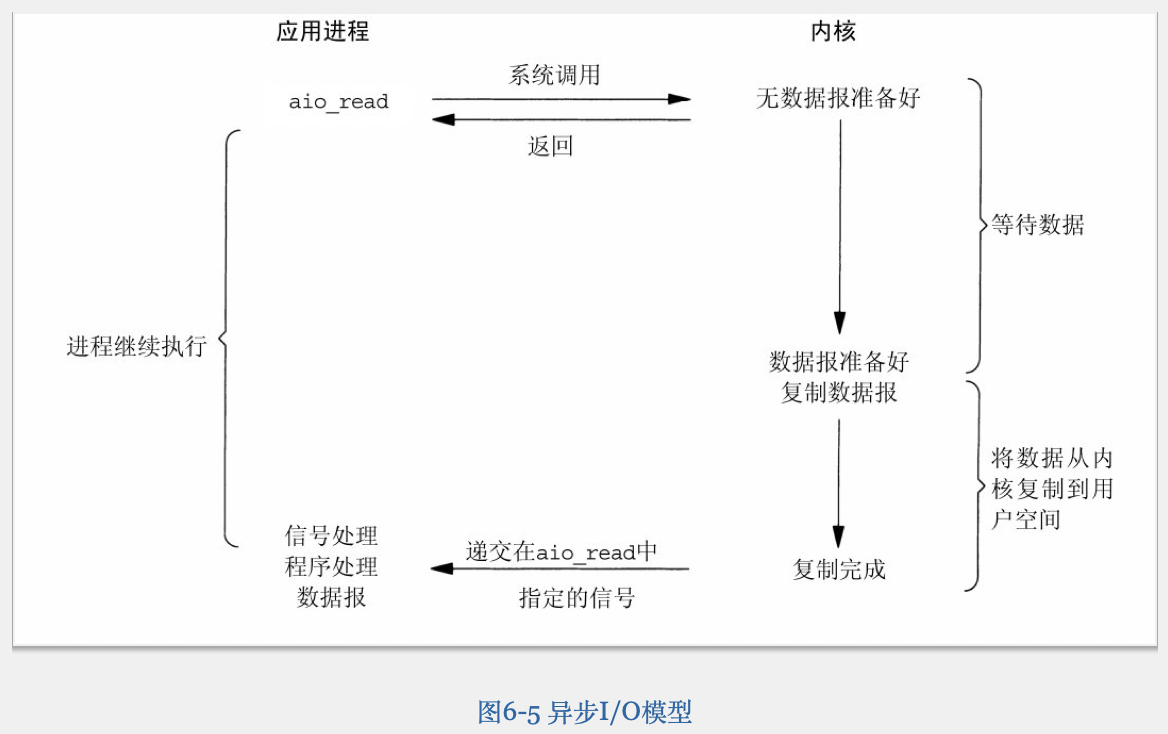 应用进程
内核
系统调用
aio_read
无数据报准备好
返回
等待数据
进程继续执行
数据报准备好
复制数据报
将数据从内
核复制到用
户空间
信号处理
程序处理
数据报
递交在aio_read中
指定的信号
复制完成
图6-5 异步I/O模型